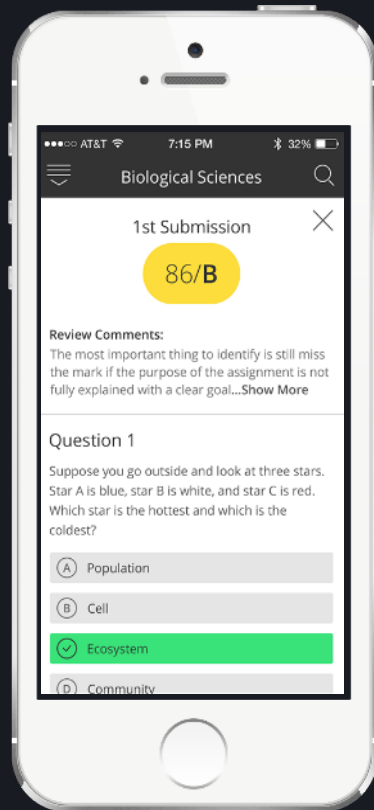 AT&T 7:15 PM 32%
Biological Sciences
1st Submission
86/B
Review Comments:
The most important thing to identify is still miss
the mark if the purpose of the assignment is not
fully explained with a clear goal...Show More
Question 1
Suppose you go outside and look at three stars.
Star A is blue, star B is white, and star C is red.
Which star is the hottest and which is the
coldest?
A Population
B Cell
Ecosystem
D Community